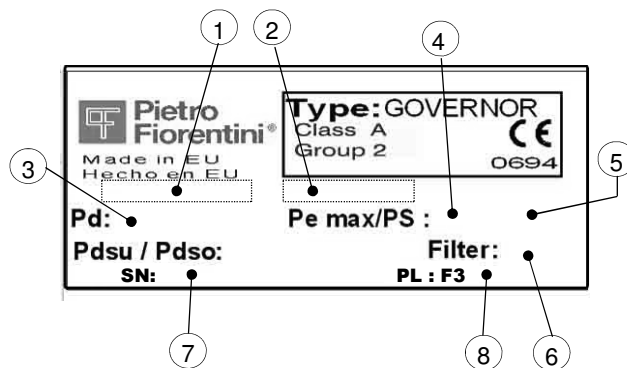 1 2 4
Pietro Fiorentini®
Made in EU
Hecho en EU
Type: GOVERNOR
Class A
Group 2
CE
0694
3 5
Pd: Pe max/PS :
Pdsu / Pdso: Filter:
SN: PL : F3
7 8 6